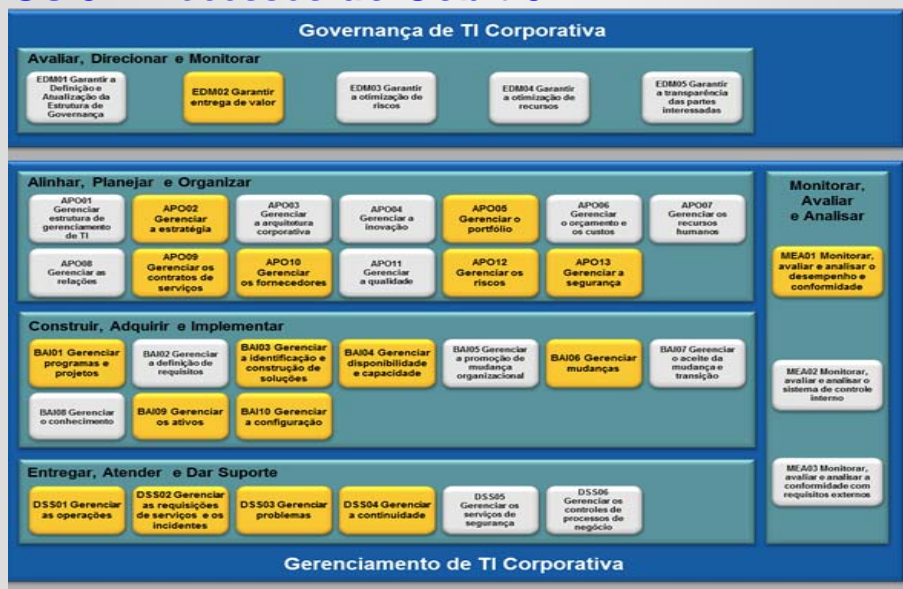 Governança de TI Corporativa
Avaliar, Direcionar e Monitorar
EDM01 Garantir a
Definição e
Atualização da
Estrutura de
Governança
EDM02 Garantir
entrega de valor
EDM03 Garantir
a otimização de
riscos
EDM04 Garantir
a otimização de
recursos
EDM05 Garantir
a transparência
das partes
interessadas
Alinhar, Planejar e Organizar
APO01
Gerenciar
estrutura de
gerenciamento
de TI
APO02
Gerenciar
a estratégia
APO03
Gerenciar
a arquitetura
corporativa
APO04
Gerenciar a
inovação
APO05
Gerenciar o
portfólio
APO06
Gerenciar
o orçamento e
os custos
APO07
Gerenciar os
recursos
humanos
APO08
Gerenciar as
relações
APO09
Gerenciar os
contratos de
serviços
APO10
Gerenciar
os fornecedores
APO11
Gerenciar
a qualidade
APO12
Gerenciar os
riscos
APO13
Gerenciar a
segurança
Construir, Adquirir e Implementar
BAI01 Gerenciar
programas e
projetos
BAI02 Gerenciar
a definição de
requisitos
BAI03 Gerenciar
a identificação e
construção de
soluções
BAI04 Gerenciar
disponibilidade
e capacidade
BAI05 Gerenciar
a promoção de
mudança
organizacional
BAI06 Gerenciar
mudanças
BAI07 Gerenciar
o aceite da
mudança e
transição
BAI08 Gerenciar
o conhecimento
BAI09 Gerenciar
os ativos
BAI10 Gerenciar
a configuração
Entregar, Atender e Dar Suporte
DSS01 Gerenciar
as operações
DSS02 Gerenciar
as requisições
de serviços e os
incidentes
DSS03 Gerenciar
problemas
DSS04 Gerenciar
a continuidade
DSS05
Gerenciar os
serviços de
segurança
DSS06
Gerenciar os
controles de
processos de
negócio
Monitorar,
Avaliar
e Analisar
MEA01 Monitorar,
avaliar e analisar o
desempenho e
conformidade
MEA02 Monitorar,
avaliar e analisar o
sistema de controle
interno
MEA03 Monitorar,
avaliar e analisar a
conformidade com
requisitos externos
Gerenciamento de TI Corporativa